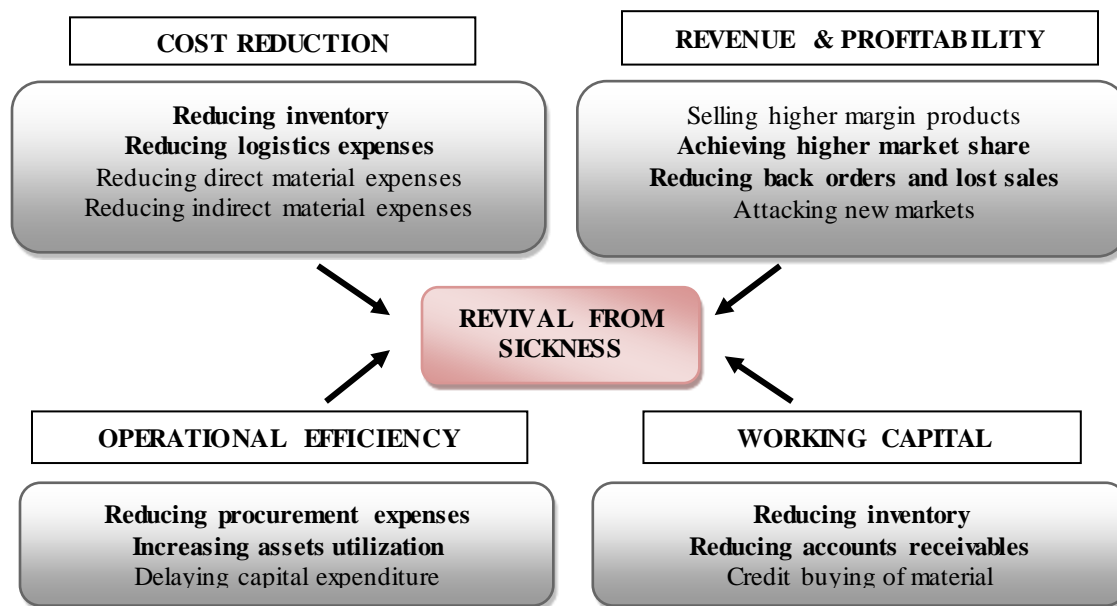 COST REDUCTION
Reducing inventory
Reducing logistics expenses
Reducing direct material expenses
Reducing indirect material expenses
REVENUE & PROFITABILITY
Selling higher margin products
Achieving higher market share
Reducing back orders and lost sales
Attacking new markets
REVIVAL FROM
SICKNESS
OPERATIONAL EFFICIENCY
Reducing procurement expenses
Increasing assets utilization
Delaying capital expenditure
WORKING CAPITAL
Reducing inventory
Reducing accounts receivables
Credit buying of material